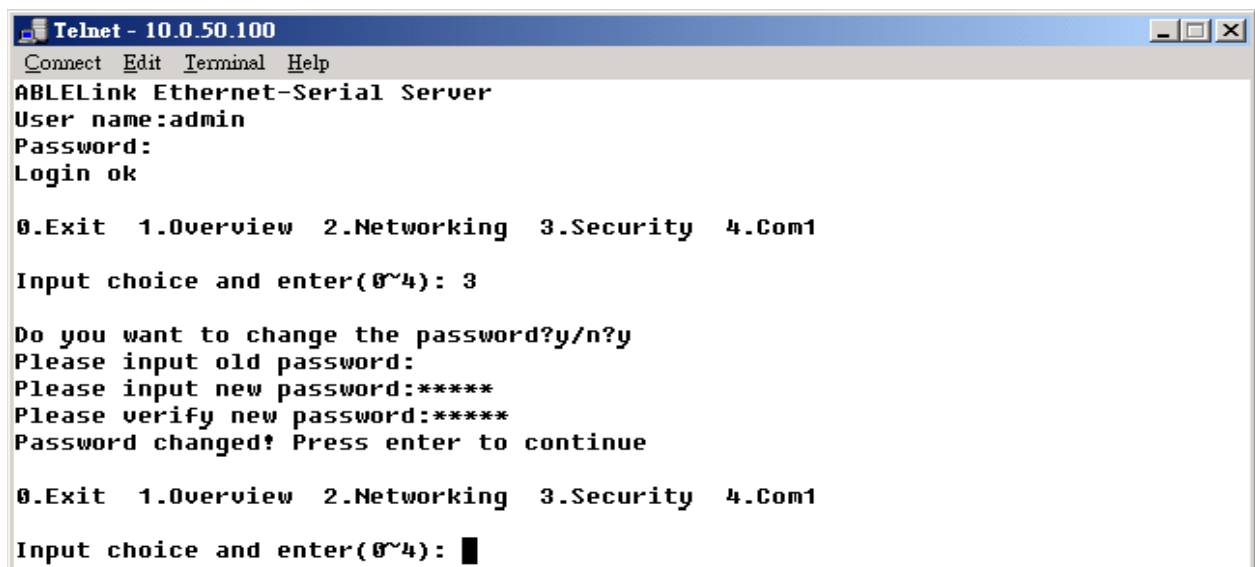 Telnet - 10.0.50.100
Connect Edit Terminal Help
ABLELink Ethernet-Serial Server
User name:admin
Password:
Login ok
0.Exit 1.Overview 2.Networking 3.Security 4.Com1
Input choice and enter(0~4): 3
Do you want to change the password?y/n?y
Please input old password:
Please input new password:*****
Please verify new password:*****
Password changed! Press enter to continue
0.Exit 1.Overview 2.Networking 3.Security 4.Com1
Input choice and enter(0~4):